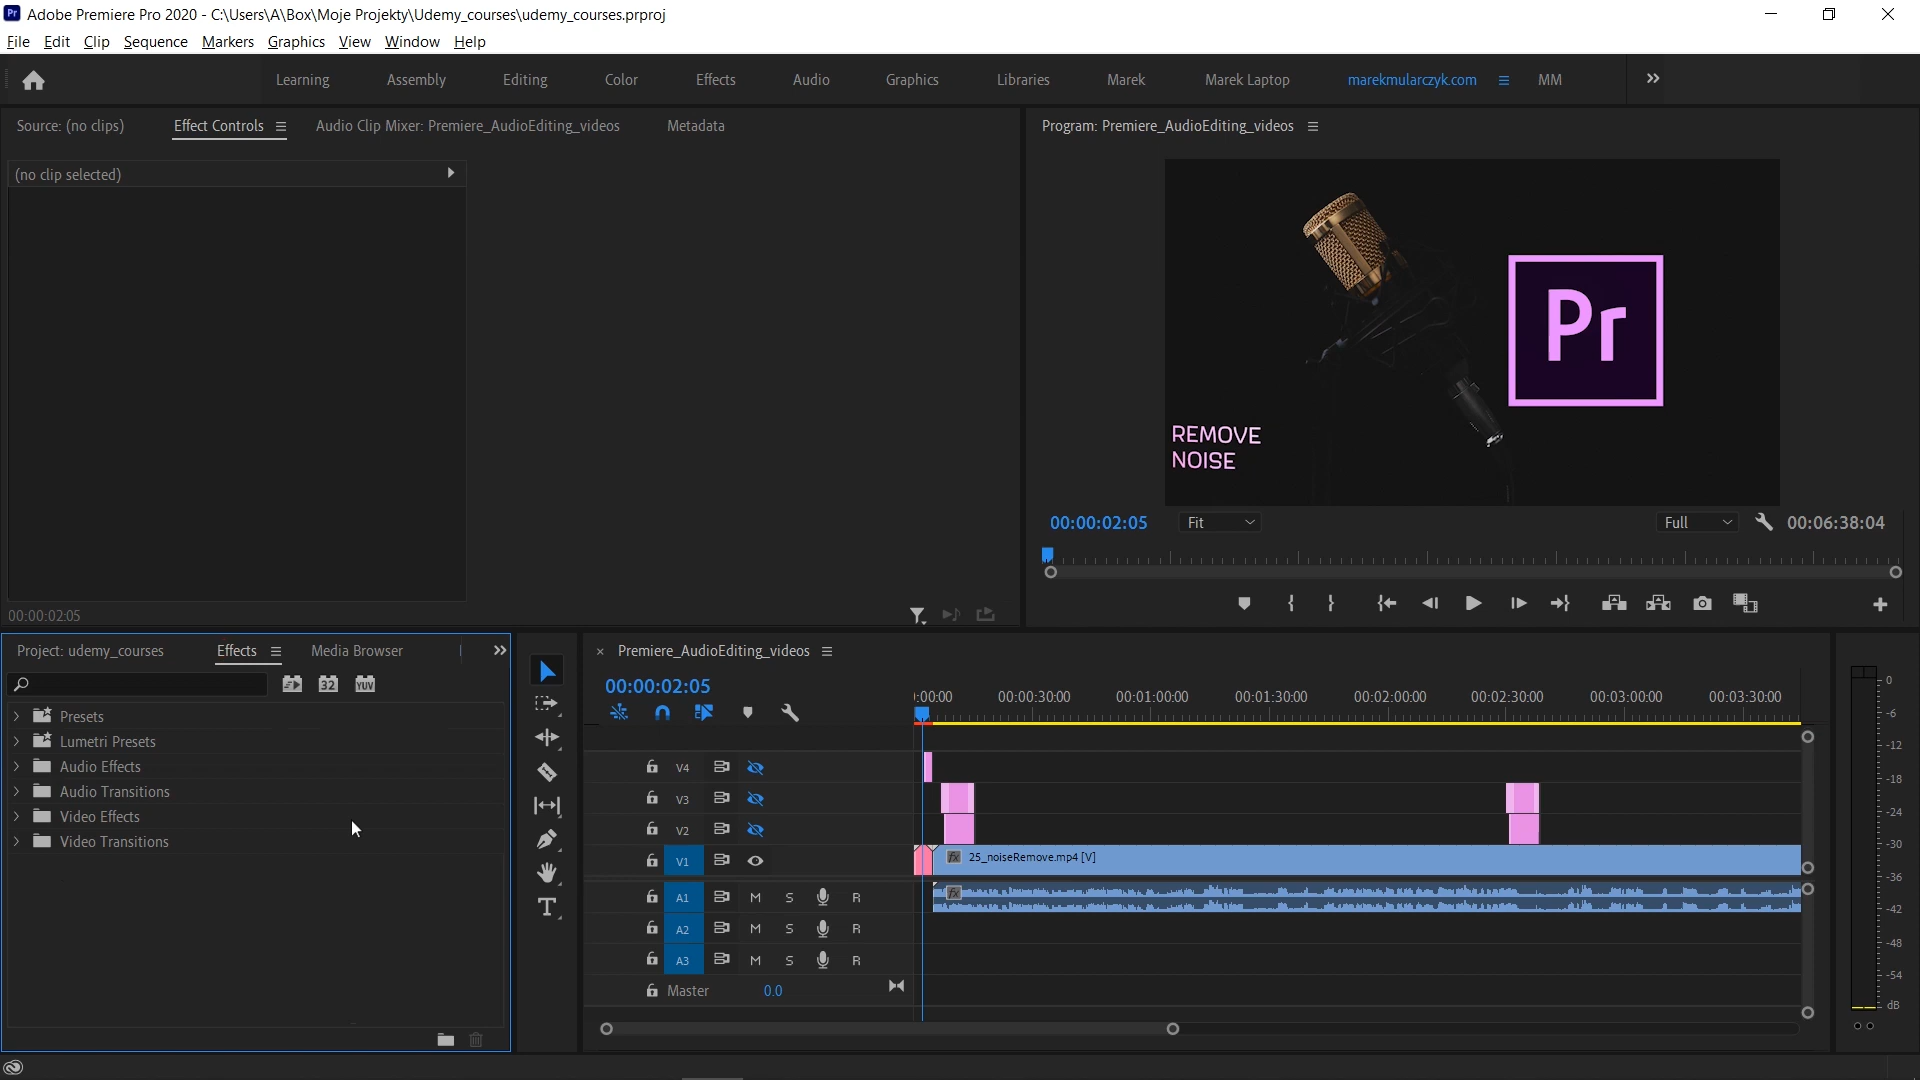 Pr Adobe Premiere Pro 2020 - C:\Users\A\Box\Moje Projekty\Udemy_courses\udemy_courses.prproj
File Edit Clip Sequence Markers Graphics View Window Help
Learning Assembly Editing Color Effects Audio Graphics Libraries Marek Marek Laptop marekmularczyk.com MM
Source: (no clips) Effect Controls Audio Clip Mixer: Premiere_AudioEditing_videos Metadata
(no clip selected)
00:00:02:05
Program: Premiere_AudioEditing_videos
Pr
REMOVE
NOISE
00:00:02:05 Fit Full 00:06:38:04
Project: udemy_courses Effects Media Browser
32 YUV
Presets
Lumetri Presets
Audio Effects
Audio Transitions
Video Effects
Video Transitions
× Premiere_AudioEditing_videos
00:00:02:05
:00:00 00:00:30:00 00:01:00:00 00:01:30:00 00:02:00:00 00:02:30:00 00:03:00:00 00:03:30:00
V4
V3
V2
V1 fx 25_noiseRemove.mp4 [V]
A1 M S R fx
A2 M S R
A3 M S R
Master 0.0
0
-6
-12
-18
-24
-30
-36
-42
-48
-54
dB